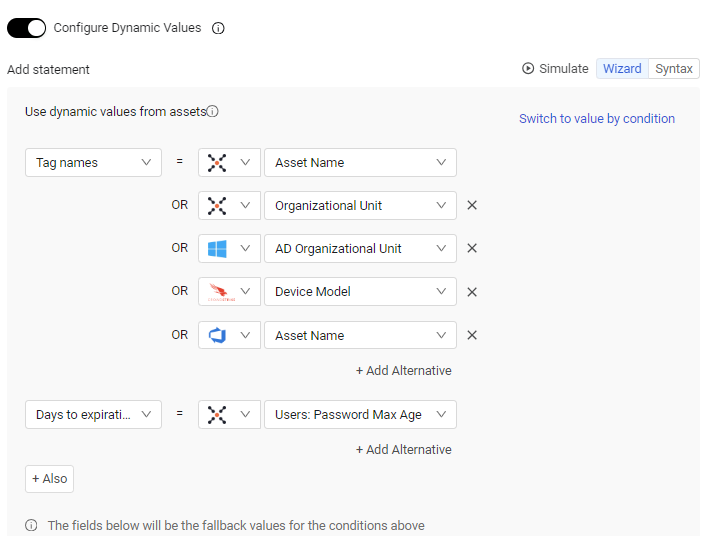 Configure Dynamic Values
Add statement
Simulate Wizard Syntax
Use dynamic values from assets
Switch to value by condition
Tag names = Asset Name
OR Organizational Unit
OR AD Organizational Unit
OR Device Model
OR Asset Name
+ Add Alternative
Days to expirati... = Users: Password Max Age
+ Add Alternative
+ Also
The fields below will be the fallback values for the conditions above